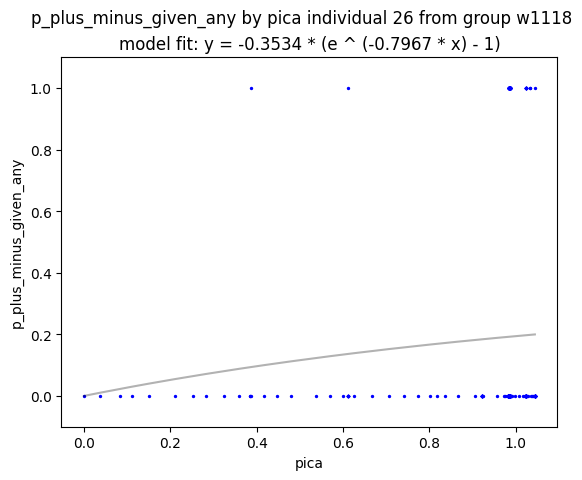 p_plus_minus_given_any by pica individual 26 from group w1118
model fit: y = -0.3534 * (e ^ (-0.7967 * x) - 1)
1.0
0.8
0.6
0.4
0.2
0.0
p_plus_minus_given_any
0.0 0.2 0.4 0.6 0.8 1.0
pica